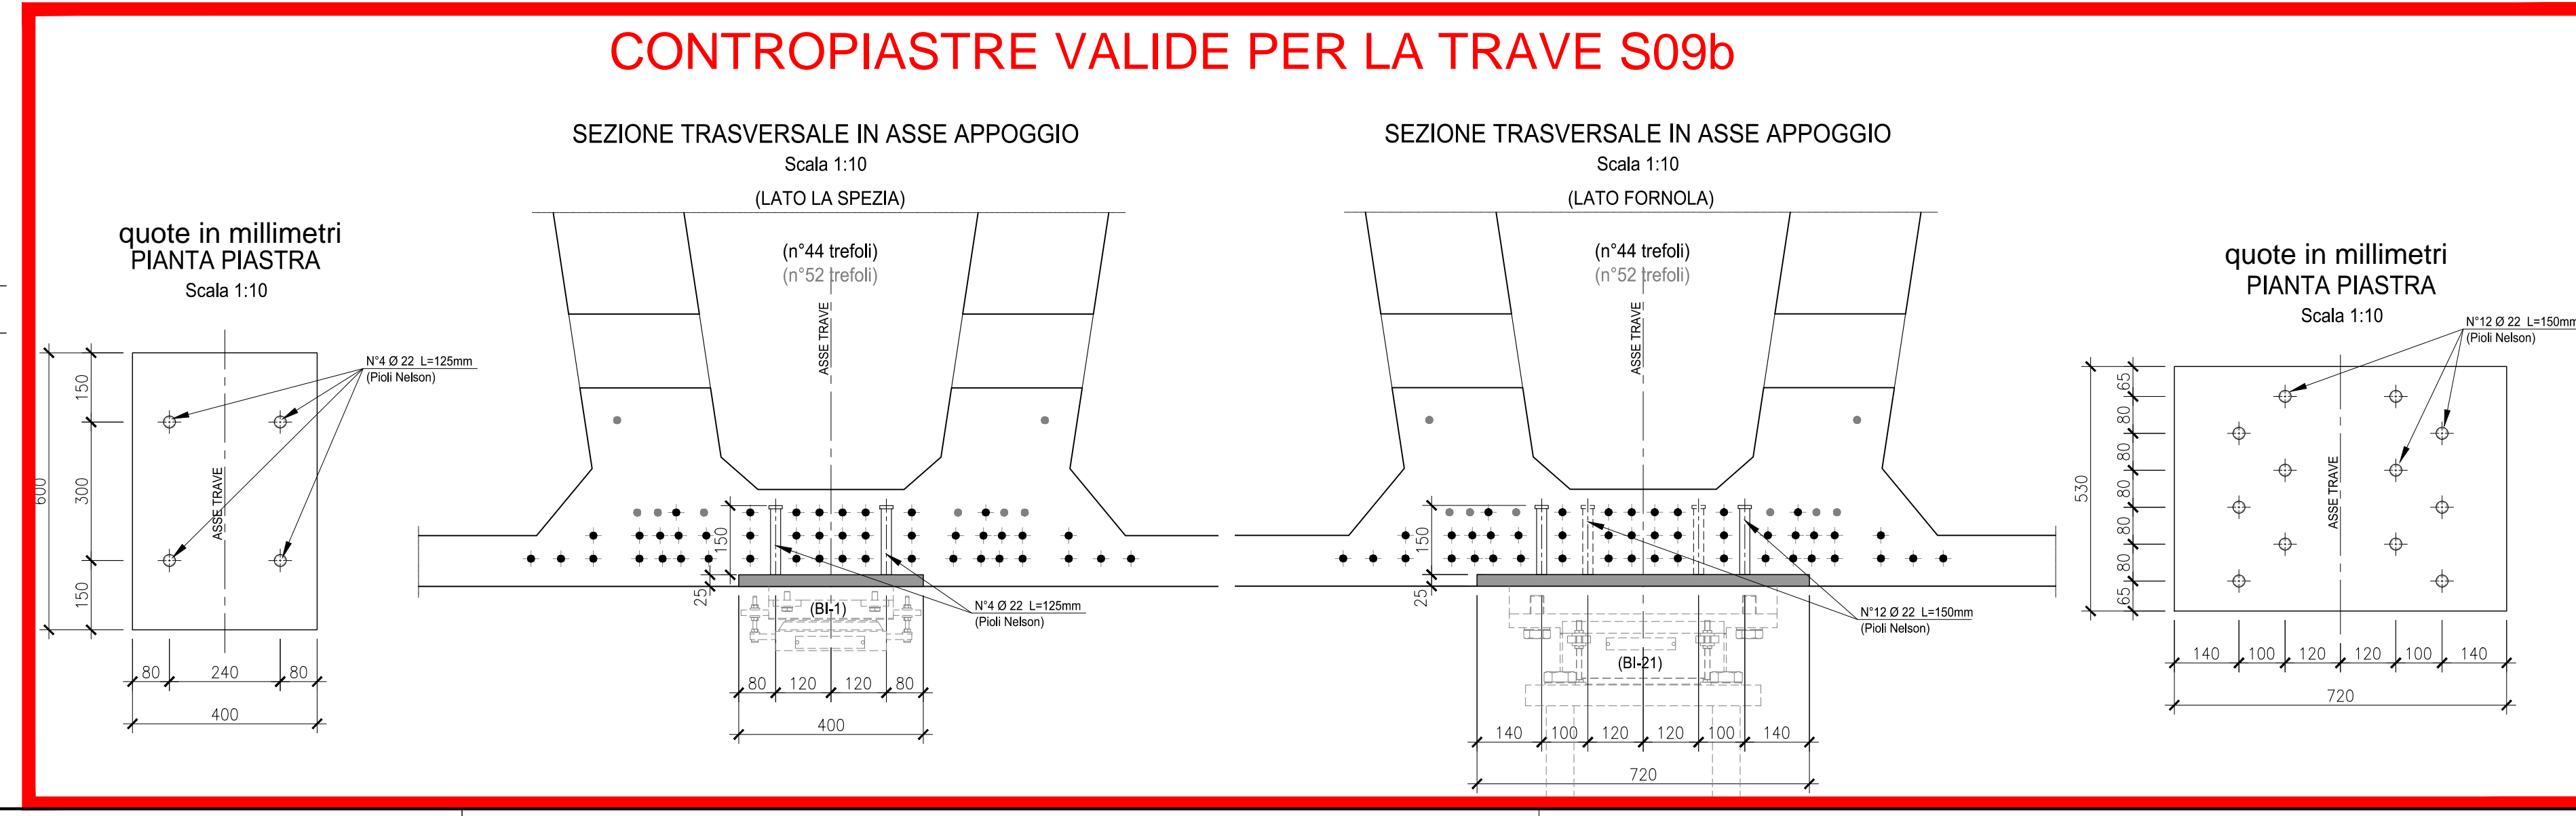 CONTROPIASTRE VALIDE PER LA TRAVE S09b
quote in millimetri
PIANTA PIASTRA
Scala 1:10
N°4 Ø 22 L=125mm
(Pioli Nelson)
ASSE TRAVE
600
150
300
150
80
240
80
400
SEZIONE TRASVERSALE IN ASSE APPOGGIO
Scala 1:10
(LATO LA SPEZIA)
(n°44 trefoli)
(n°52 trefoli)
ASSE TRAVE
150
25
(BI-1)
N°4 Ø 22 L=125mm
(Pioli Nelson)
80
120
120
80
400
SEZIONE TRASVERSALE IN ASSE APPOGGIO
Scala 1:10
(LATO FORNOLA)
(n°44 trefoli)
(n°52 trefoli)
ASSE TRAVE
150
25
(BI-21)
N°12 Ø 22 L=150mm
(Pioli Nelson)
140
100
120
120
100
140
720
quote in millimetri
PIANTA PIASTRA
Scala 1:10
N°12 Ø 22 L=150mm
(Pioli Nelson)
ASSE TRAVE
530
65
80
80
80
80
80
65
140
100
120
120
100
140
720